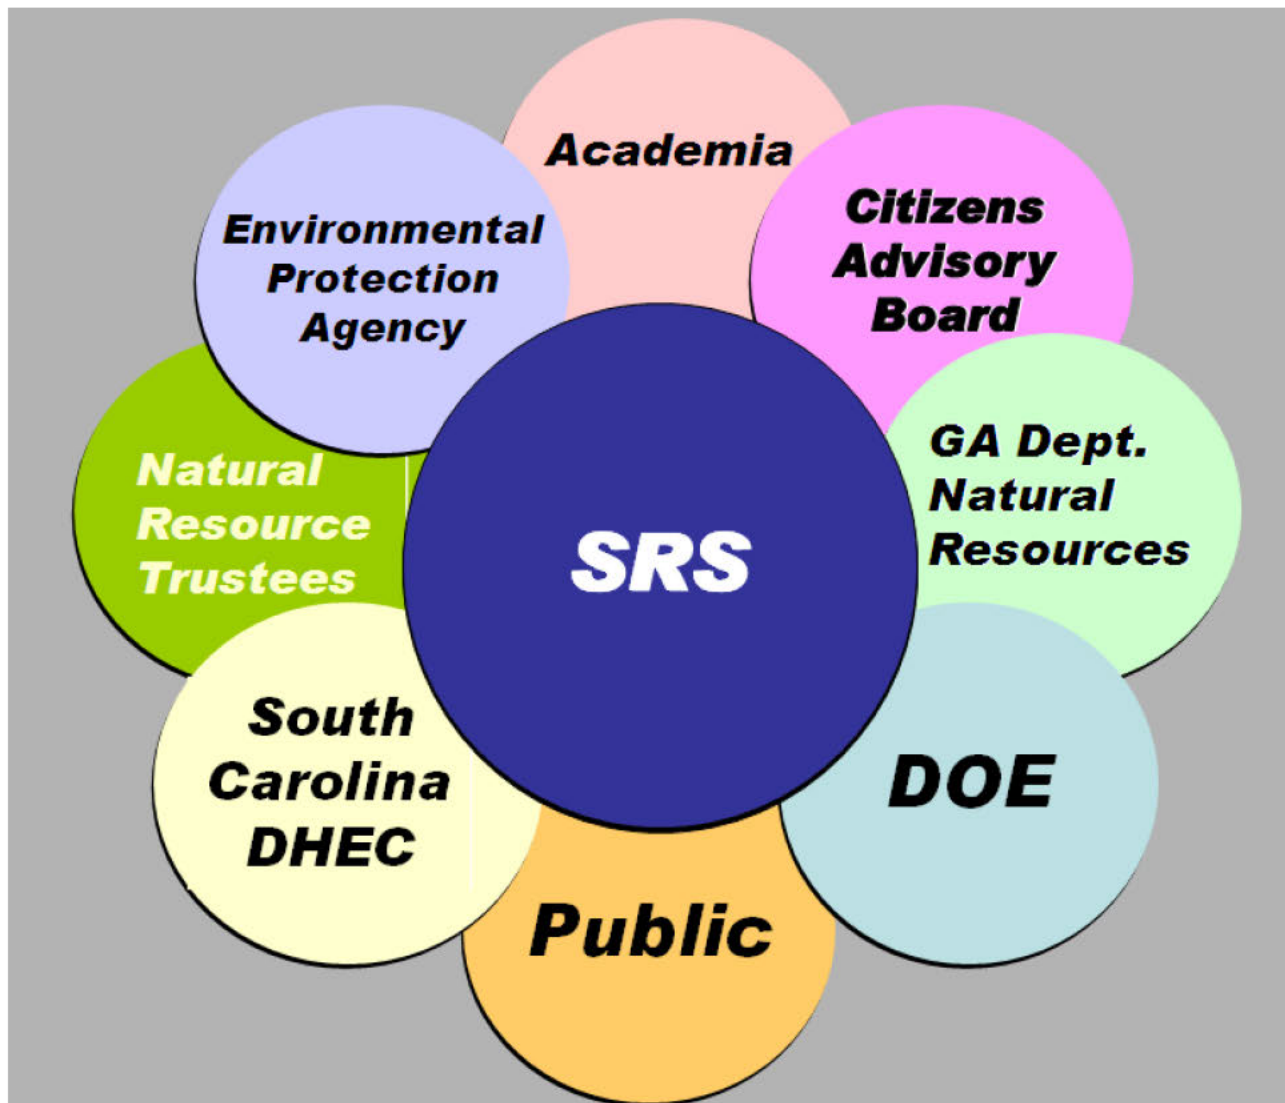 Academia
Citizens
Advisory
Board
Environmental
Protection
Agency
GA Dept.
Natural
Resources
Natural
Resource
Trustees
SRS
South
Carolina
DHEC
DOE
Public